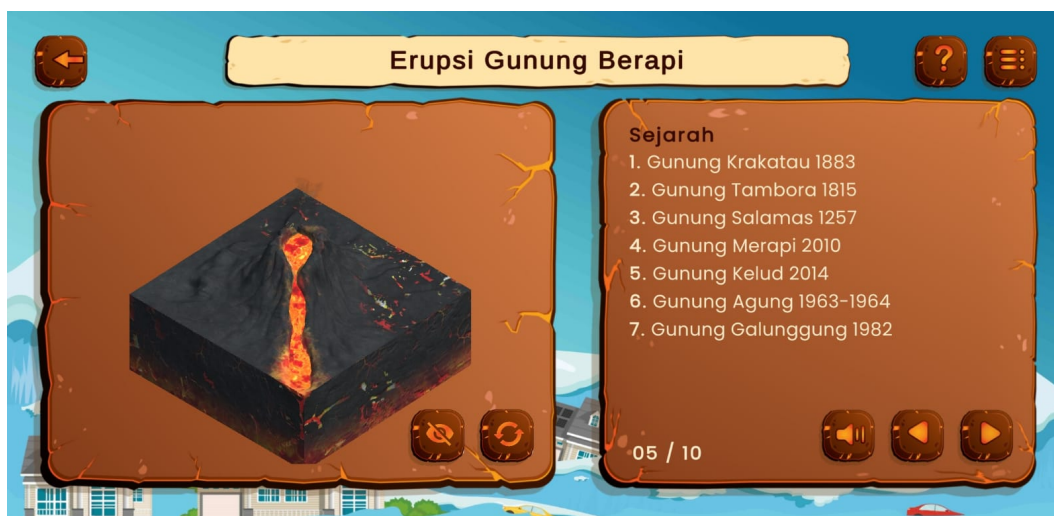 Erupsi Gunung Berapi
?
Sejarah
1. Gunung Krakatau 1883
2. Gunung Tambora 1815
3. Gunung Salamas 1257
4. Gunung Merapi 2010
5. Gunung Kelud 2014
6. Gunung Agung 1963-1964
7. Gunung Galunggung 1982
05 / 10